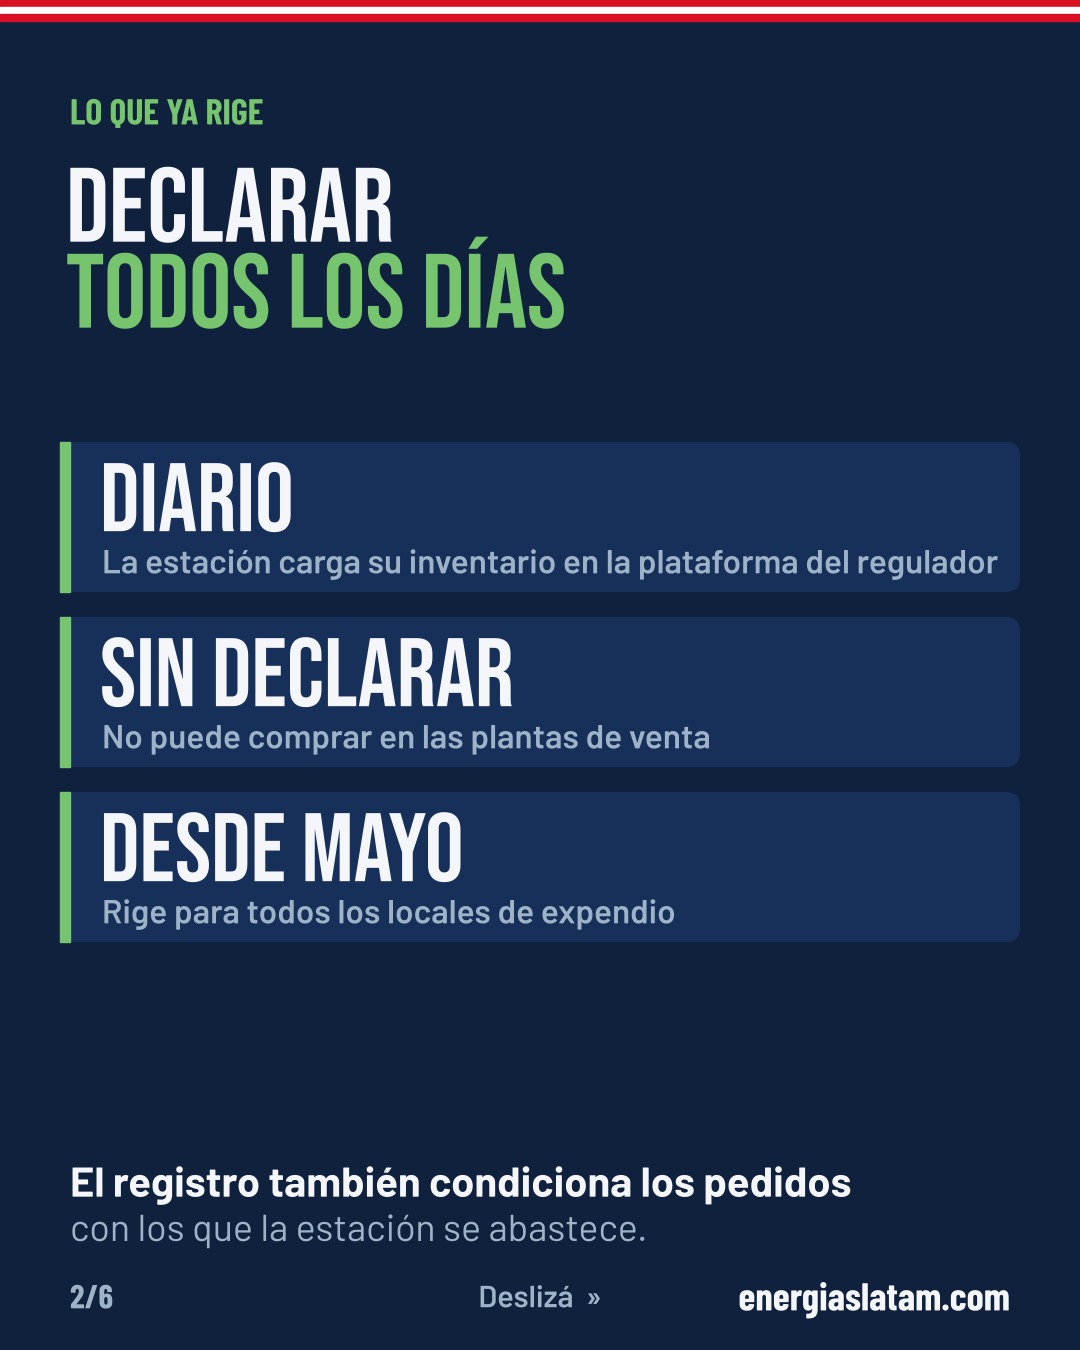 LO QUE YA RIGE
DECLARAR
TODOS LOS DÍAS
DIARIO
La estación carga su inventario en la plataforma del regulador
SIN DECLARAR
No puede comprar en las plantas de venta
DESDE MAYO
Rige para todos los locales de expendio
El registro también condiciona los pedidos
con los que la estación se abastece.
2/6
Deslizá »
energiaslatam.com